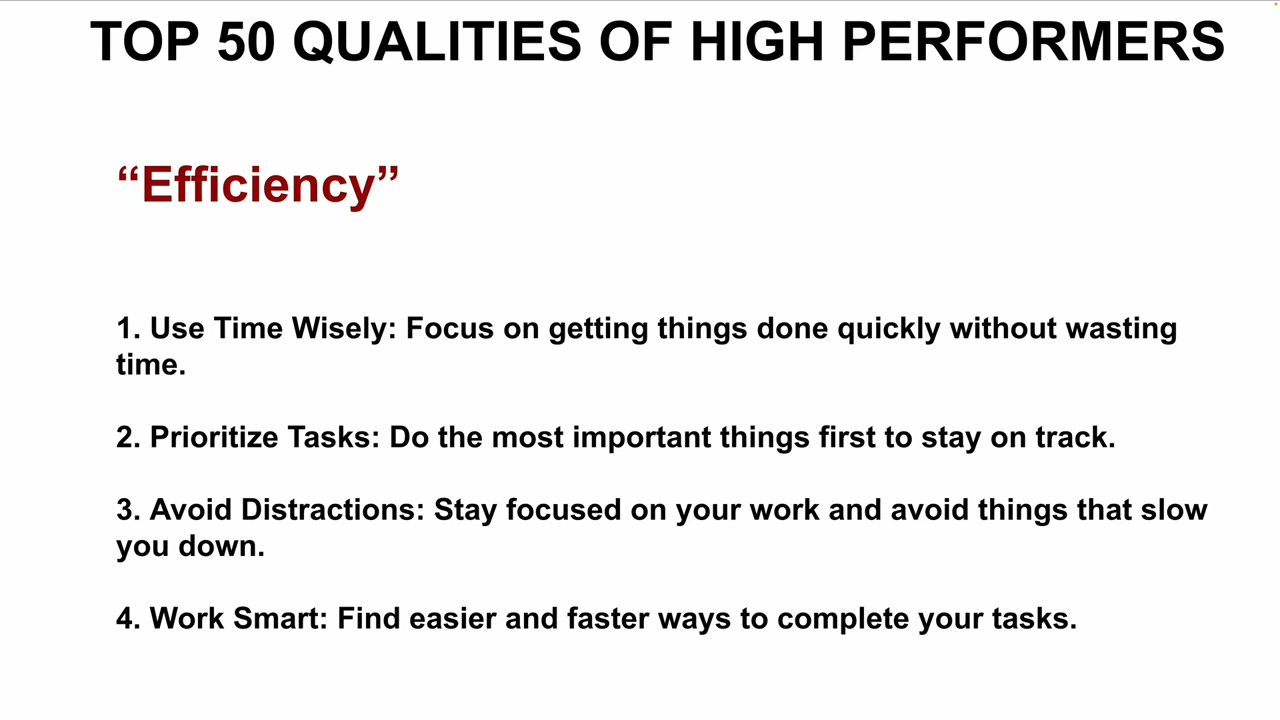 TOP 50 QUALITIES OF HIGH PERFORMERS
“Efficiency”
1. Use Time Wisely: Focus on getting things done quickly without wasting
time.
2. Prioritize Tasks: Do the most important things first to stay on track.
3. Avoid Distractions: Stay focused on your work and avoid things that slow
you down.
4. Work Smart: Find easier and faster ways to complete your tasks.